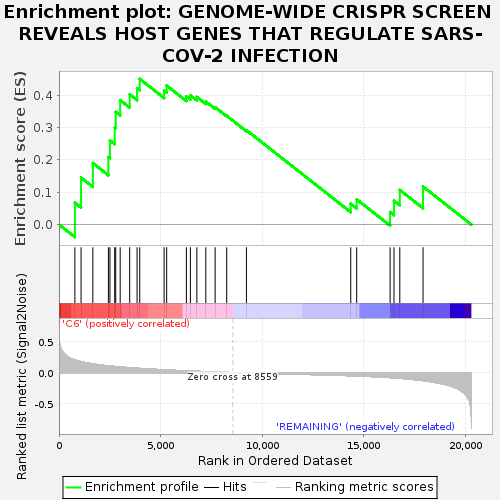 Enrichment plot: GENOME-WIDE CRISPR SCREEN
REVEALS HOST GENES THAT REGULATE SARS-
COV-2 INFECTION
Enrichment score (ES)
0.4
0.3
0.2
0.1
0.0
'C6' (positively correlated)
Ranked list metric (Signal2Noise)
0.5
0.0
-0.5
Zero cross at 8559
'REMAINING' (negatively correlated)
0 5,000 10,000 15,000 20,000
Rank in Ordered Dataset
Enrichment profile Hits Ranking metric scores